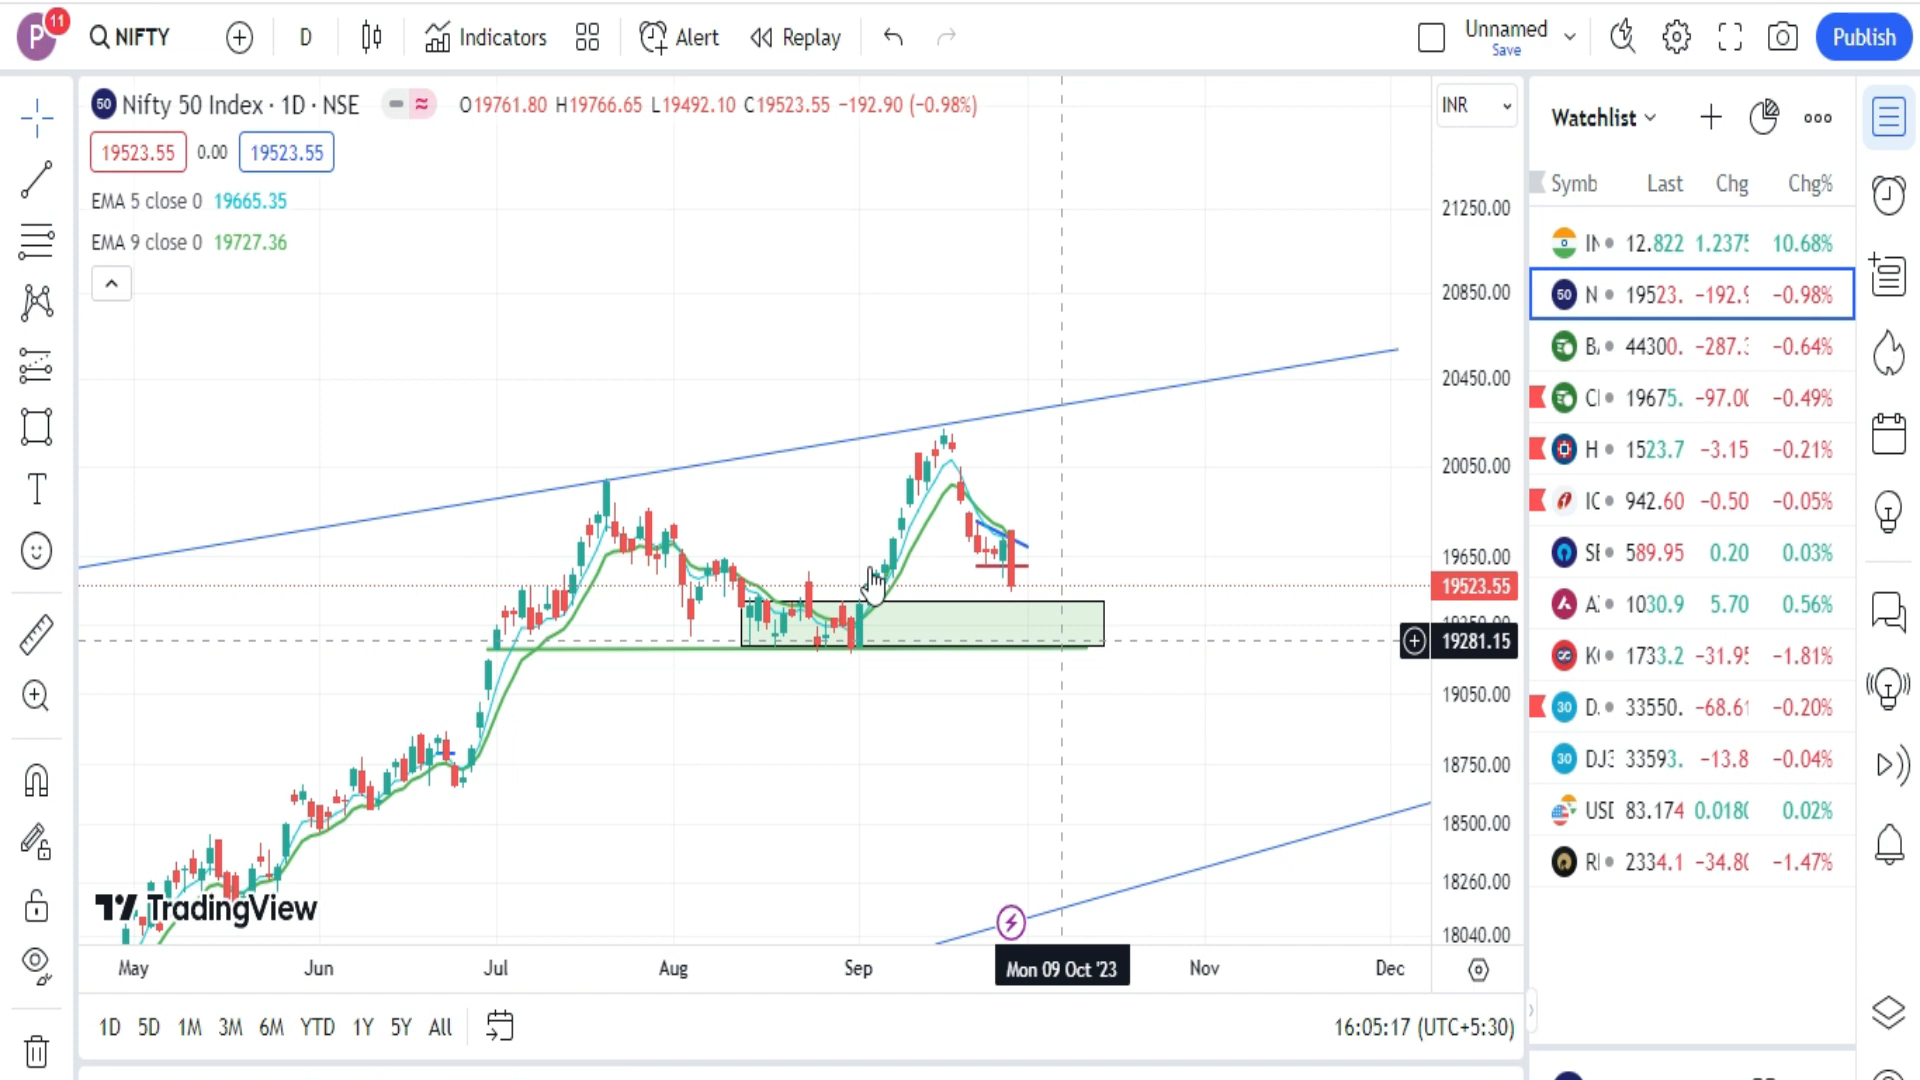 P
11
NIFTY
D
Indicators
Alert
Replay
Unnamed
Save
Publish
50 Nifty 50 Index · 1D · NSE
O19761.80 H19766.65 L19492.10 C19523.55 −192.90 (−0.98%)
INR
19523.55 0.00 19523.55
EMA 5 close 0 19665.35
EMA 9 close 0 19727.36
21250.00
20850.00
20450.00
20050.00
19650.00
19523.55
19281.15
19050.00
18750.00
18500.00
18260.00
18040.00
TradingView
May Jun Jul Aug Sep Mon 09 Oct '23 Nov Dec
1D 5D 1M 3M 6M YTD 1Y 5Y All
16:05:17 (UTC+5:30)
Watchlist
Symb Last Chg Chg%
12.822 10.68%
50 N 19523. −0.98%
44300. −0.64%
19675. −0.49%
H 1523.7 −3.15 −0.21%
942.60 −0.50 −0.05%
589.95 0.20 0.03%
1030.9 5.70 0.56%
1733.2 −1.81%
30 33550. −0.20%
30 33593. −13.8 −0.04%
83.174 0.02%
2334.1 −1.47%